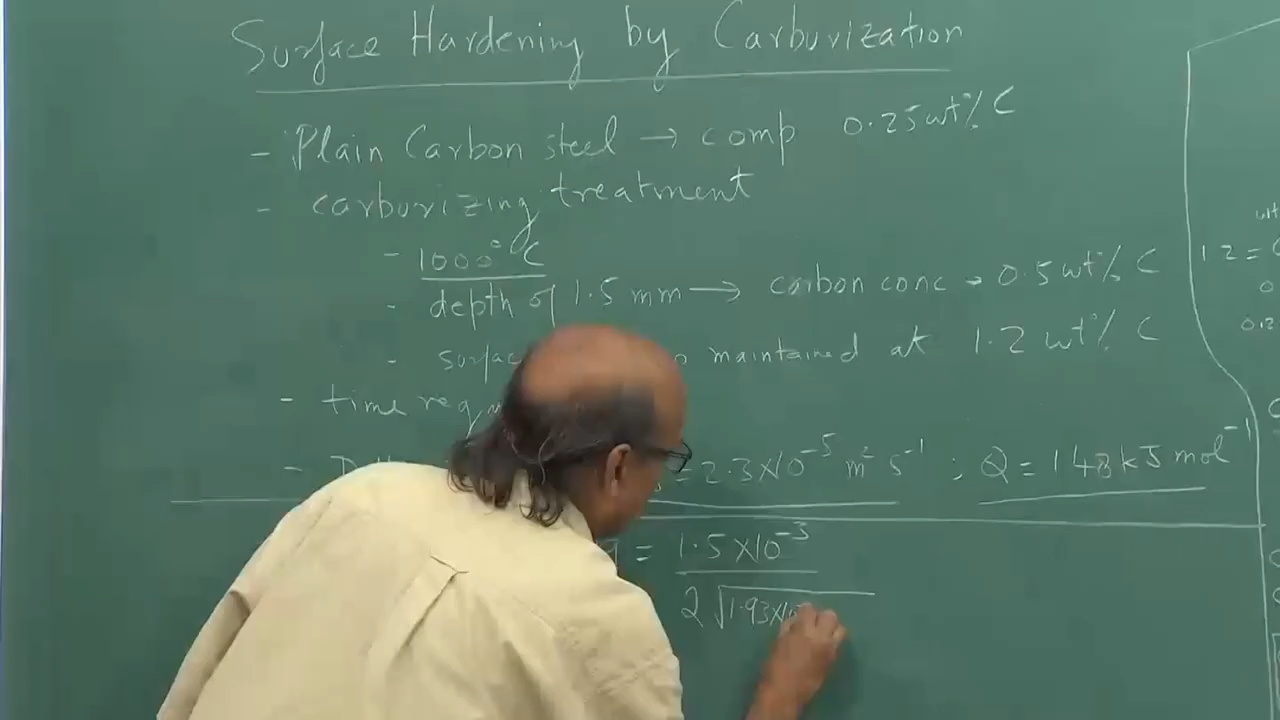 Surface Hardening by Carburization
- Plain Carbon steel → comp 0.25 wt% C
- carburizing treatment
- 1000°C
- depth of 1.5 mm → carbon conc - 0.5 wt% C
- surface maintained at 1.2 wt% C
- time req
- = 2.3×10⁻⁵ m² s⁻¹ ; Q = 148 kJ mol⁻¹
= 1.5 ×10⁻³
2 √1.93×10
1.2 =